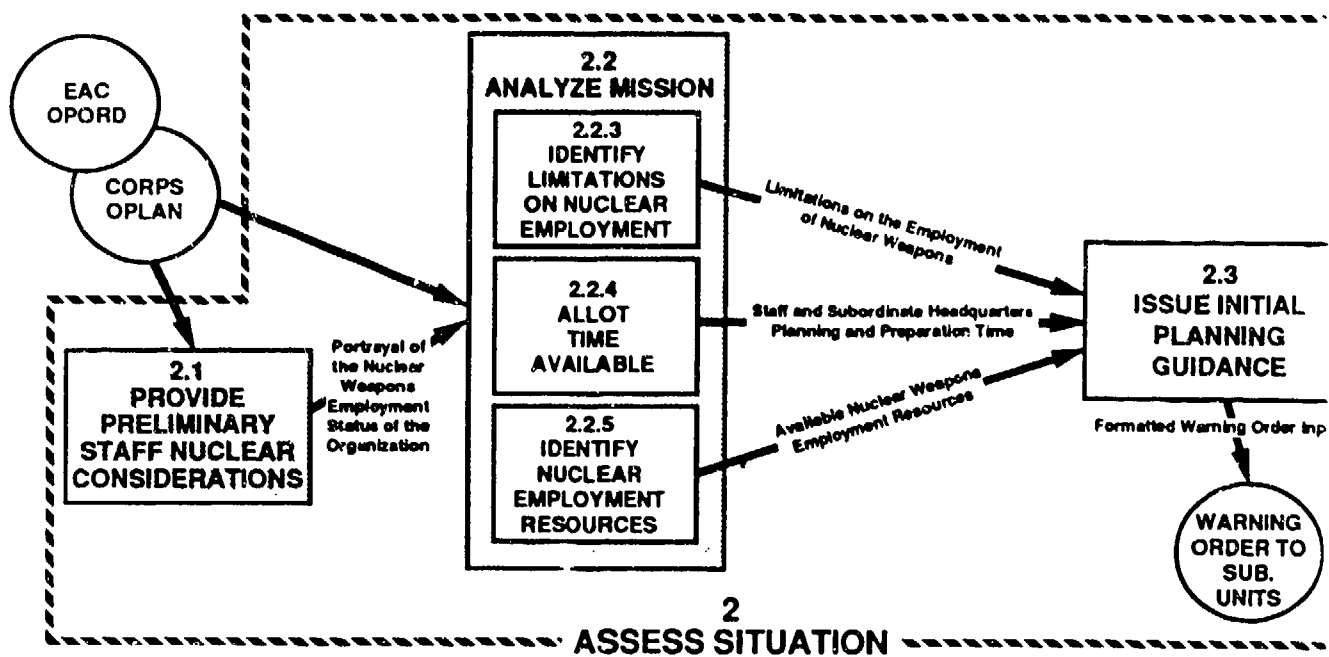 EAC
OPORD
CORPS
OPLAN
2.1
PROVIDE
PRELIMINARY
STAFF NUCLEAR
CONSIDERATIONS
Portrayal of
the Nuclear
Weapons
Employment
Status of the
Organization
2.2
ANALYZE MISSION
2.2.3
IDENTIFY
LIMITATIONS
ON NUCLEAR
EMPLOYMENT
2.2.4
ALLOT
TIME
AVAILABLE
2.2.5
IDENTIFY
NUCLEAR
EMPLOYMENT
RESOURCES
Limitations on the Employment
of Nuclear Weapons
Staff and Subordinate Headquarters
Planning and Preparation Time
Available Nuclear Weapons
Employment Resources
2.3
ISSUE INITIAL
PLANNING
GUIDANCE
Formatted Warning Order Inp
WARNING
ORDER TO
SUB.
UNITS
2
ASSESS SITUATION